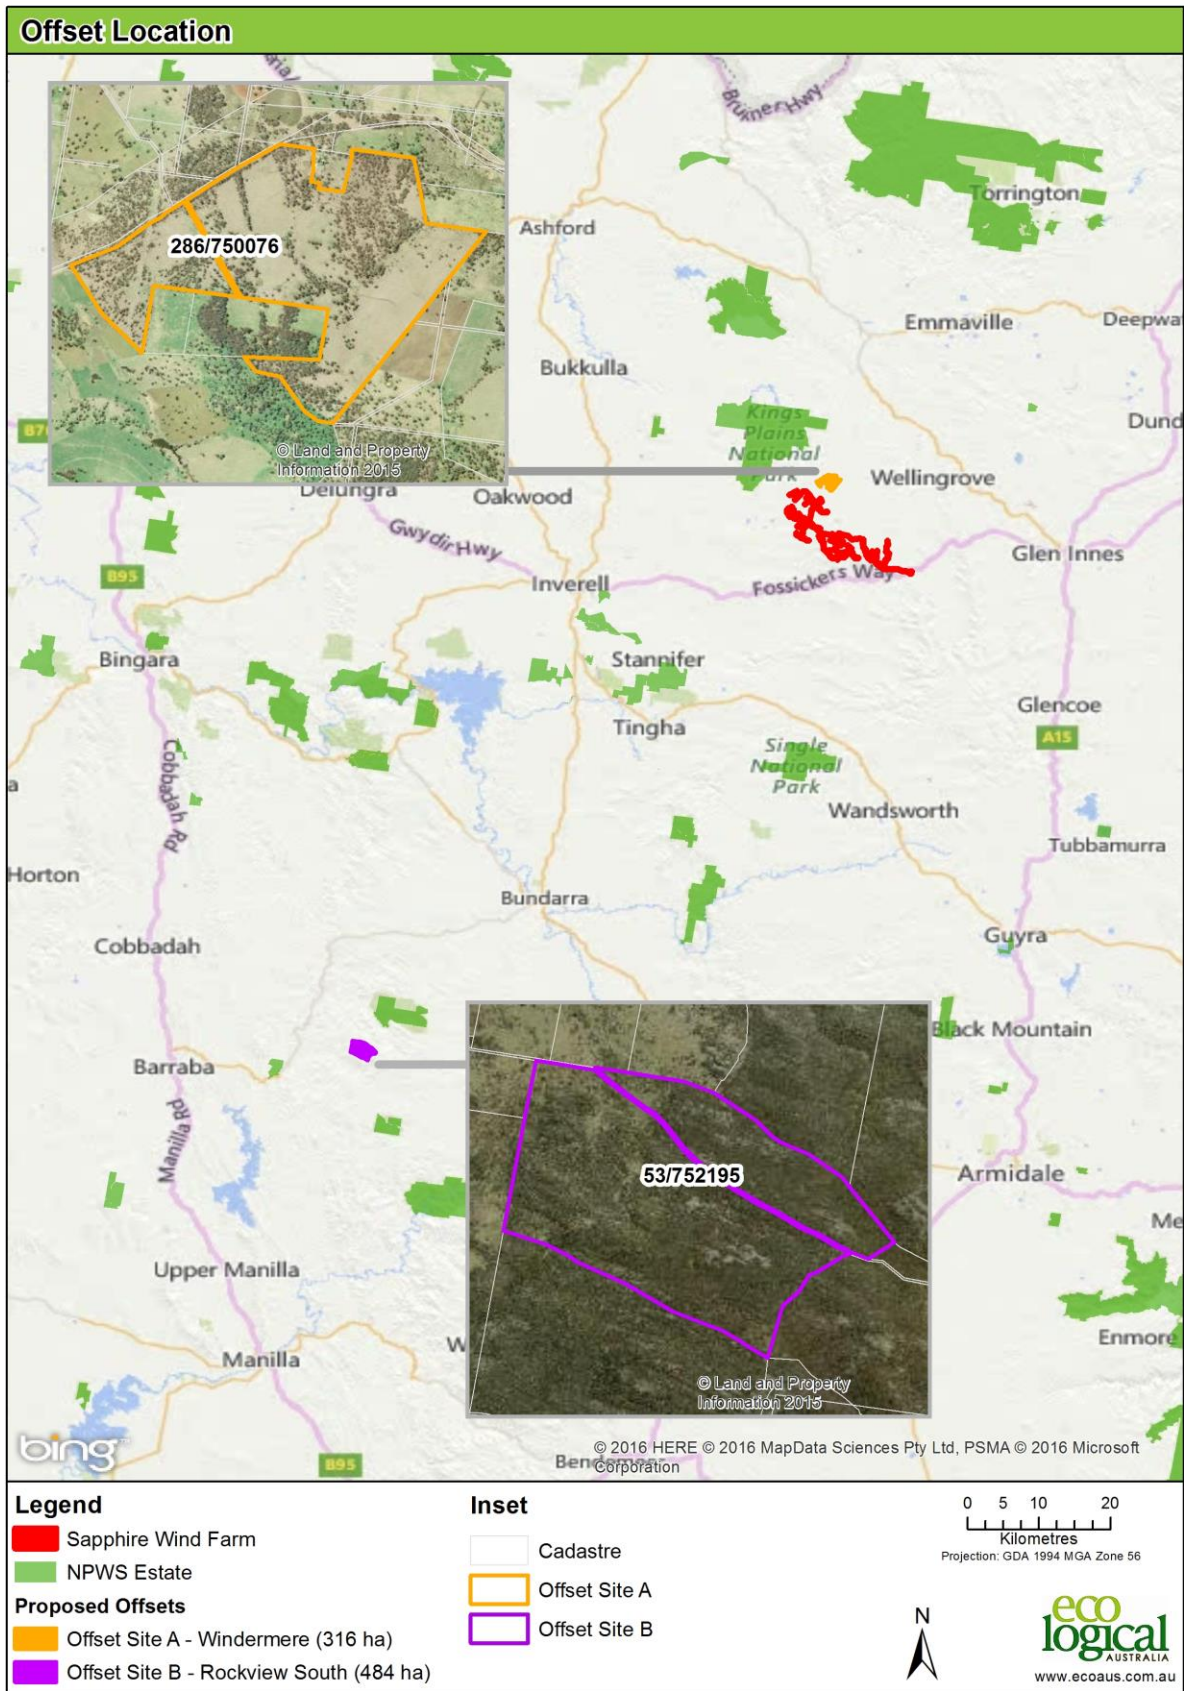 Offset Location
Bruxner Hwy
Torrington
286/750076
Ashford
Emmaville
Bukkulla
Kings
Plains
National
Park
© Land and Property
Information 2015
Wellingrove
Delungra
Oakwood
Gwydir Hwy
Glen Innes
B95
Inverell
Fossickers Way
Bingara
Stannifer
Glencoe
Tingha
A15
Single
National
Park
Cobbadah Rd
Wandsworth
Tubbamurra
Horton
Bundarra
Cobbadah
Guyra
Black Mountain
Barraba
Manilla Rd
53/752195
Armidale
Upper Manilla
Enmore
Manilla
© Land and Property
Information 2015
bing
B95
© 2016 HERE © 2016 MapData Sciences Pty Ltd, PSMA © 2016 Microsoft
Corporation
Legend
Sapphire Wind Farm
NPWS Estate
Proposed Offsets
Offset Site A - Windermere (316 ha)
Offset Site B - Rockview South (484 ha)
Inset
Cadastre
Offset Site A
Offset Site B
0 5 10 20
Kilometres
Projection: GDA 1994 MGA Zone 56
N
eco
logical
AUSTRALIA
www.ecoaus.com.au